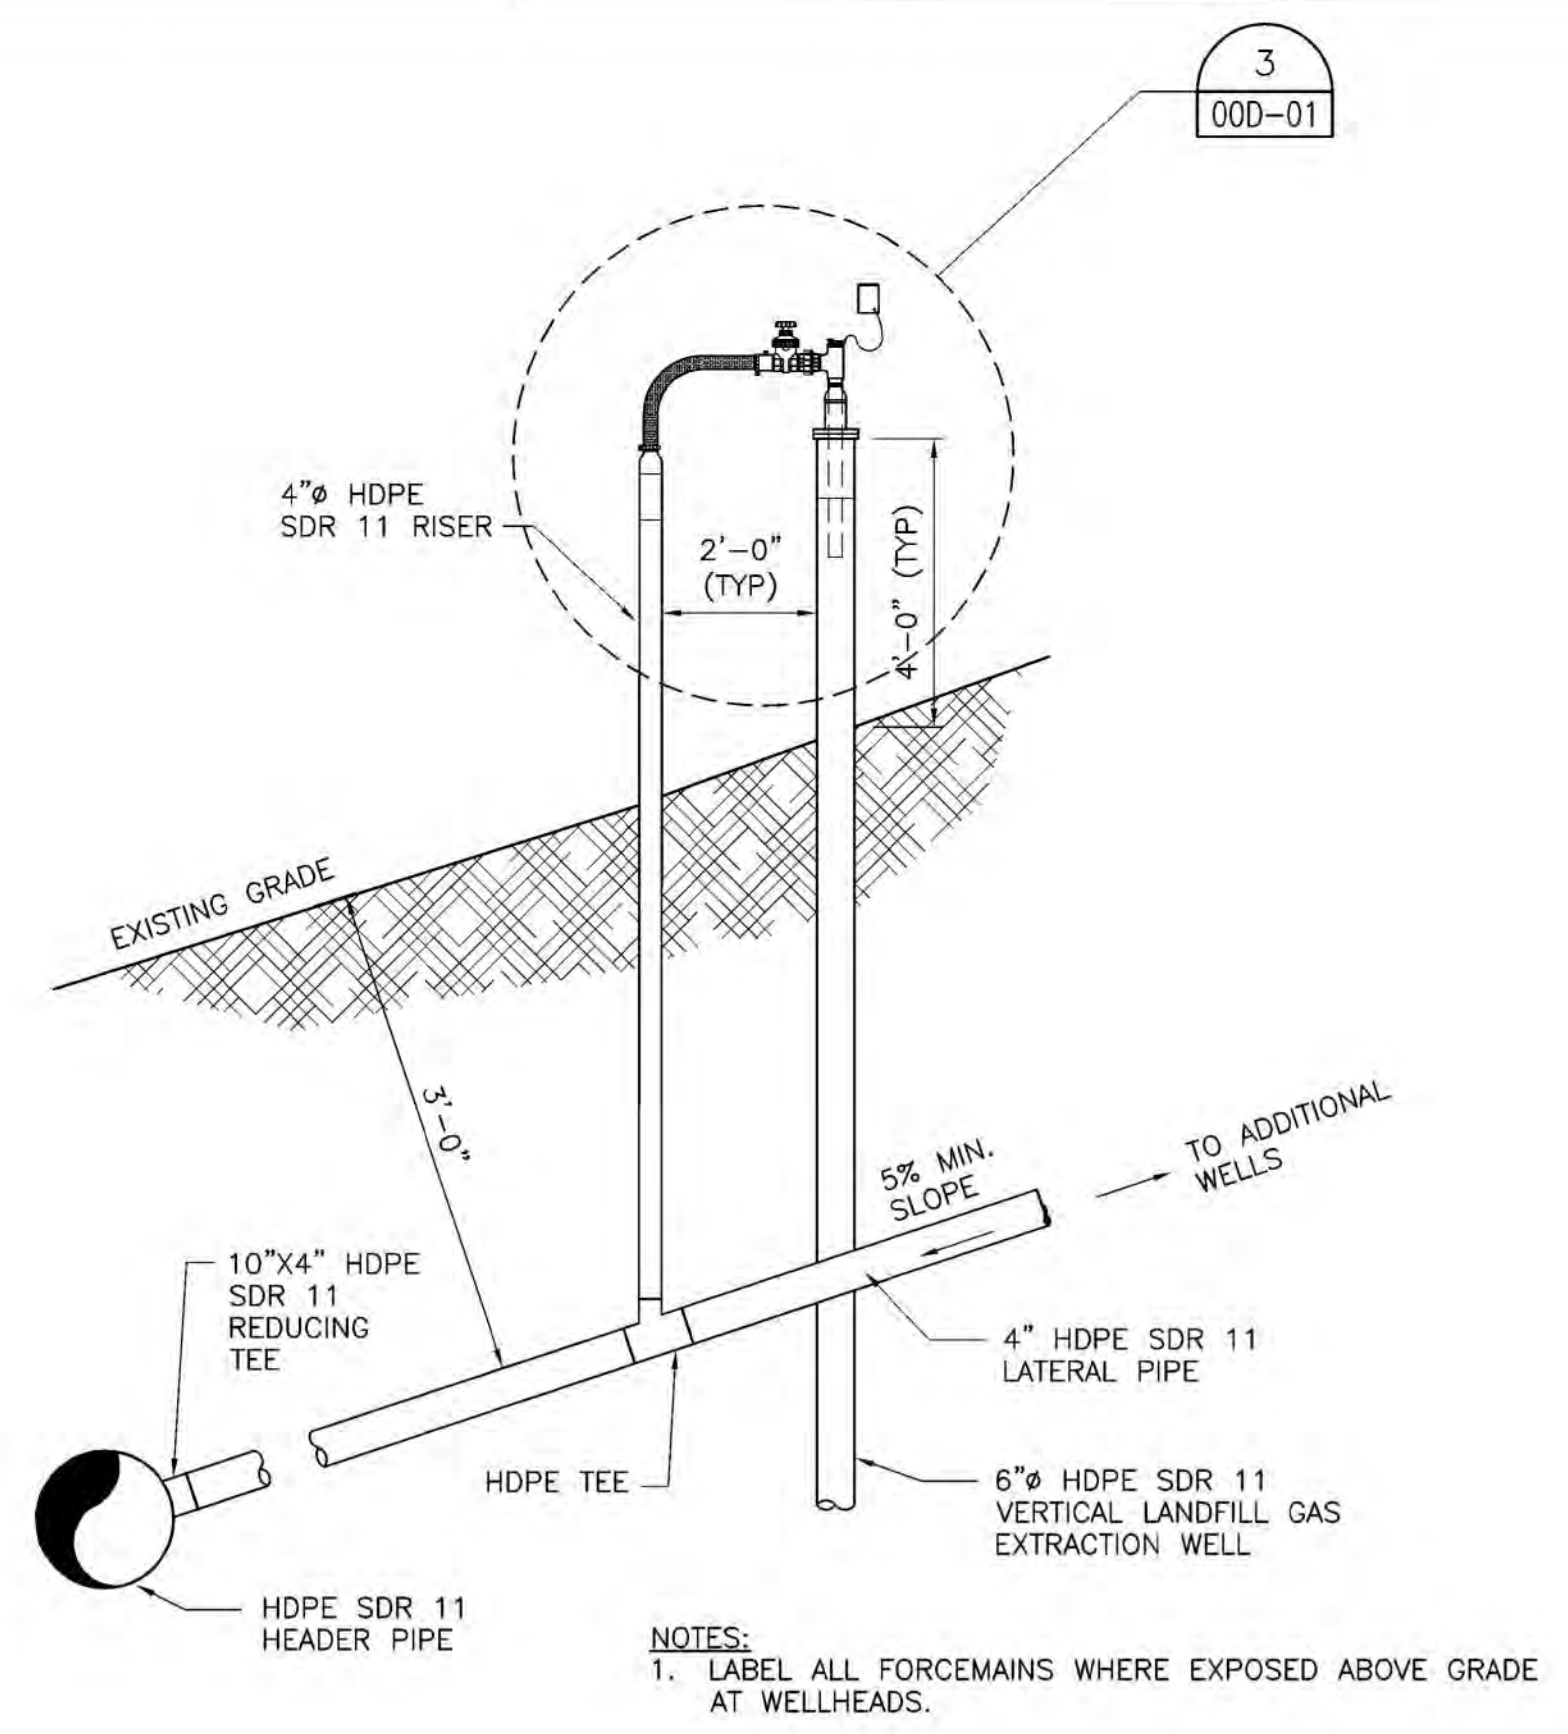 3
00D-01
4"ø HDPE
SDR 11 RISER
2'-0"
(TYP)
4'-0" (TYP)
EXISTING GRADE
3'-0"
5% MIN.
SLOPE
TO ADDITIONAL
WELLS
10"X4" HDPE
SDR 11
REDUCING
TEE
4" HDPE SDR 11
LATERAL PIPE
HDPE TEE
6"ø HDPE SDR 11
VERTICAL LANDFILL GAS
EXTRACTION WELL
HDPE SDR 11
HEADER PIPE
NOTES:
1. LABEL ALL FORCEMAINS WHERE EXPOSED ABOVE GRADE
AT WELLHEADS.